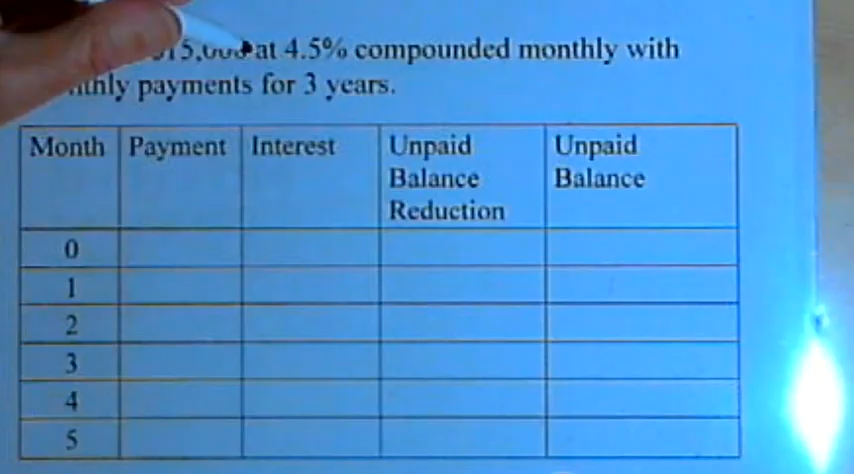 at 4.5% compounded monthly with
payments for 3 years.
Month Payment Interest Unpaid Balance Reduction Unpaid Balance
0
1
2
3
4
5